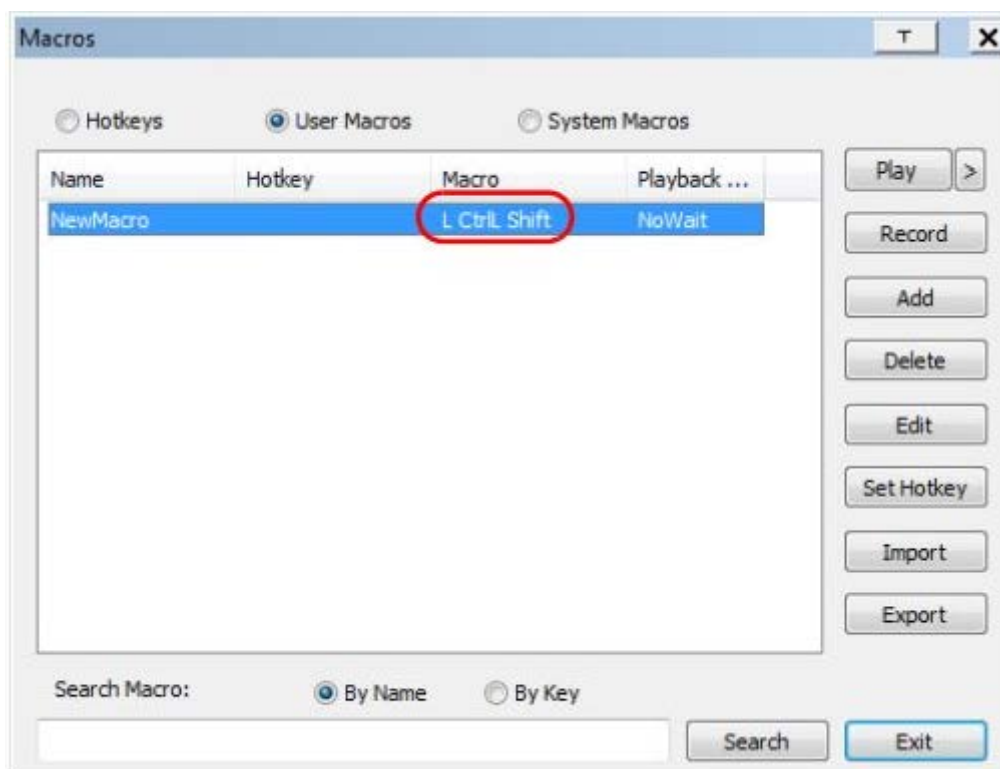 Macros T X
Hotkeys User Macros System Macros
Name Hotkey Macro Playback ... Play >
NewMacro L CtrlL Shift NoWait
Record
Add
Delete
Edit
Set Hotkey
Import
Export
Search Macro: By Name By Key
Search Exit